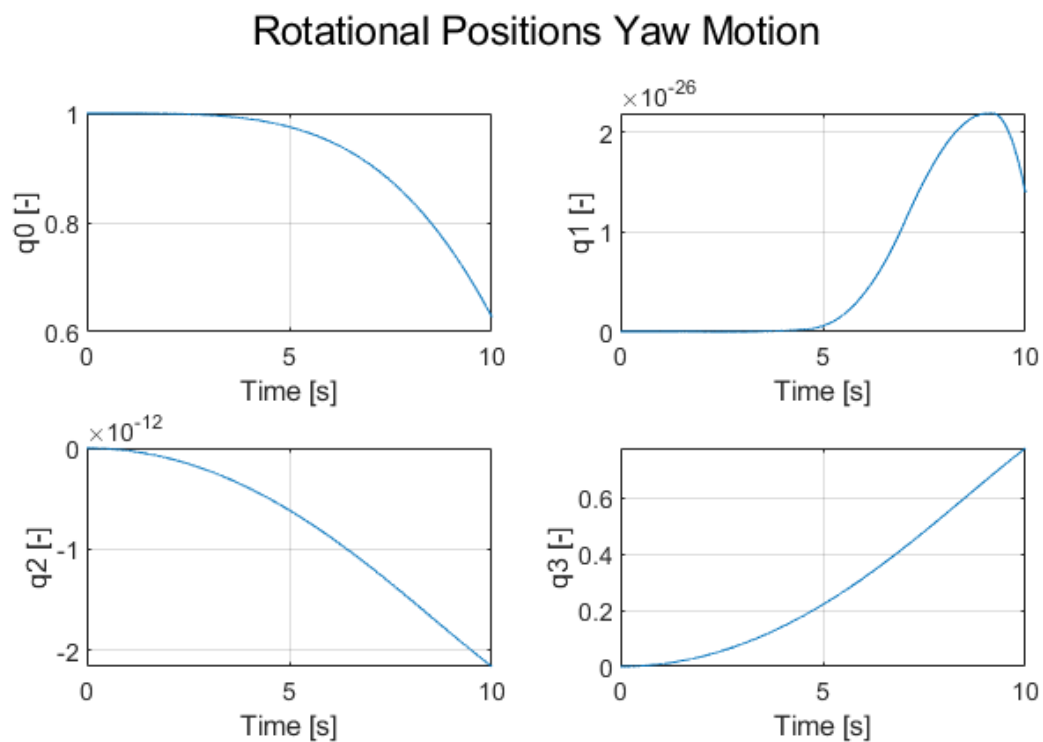 Rotational Positions Yaw Motion
×10⁻²⁶
1
0.8
0.6
q0 [-]
0 5 10
Time [s]
2
1
0
q1 [-]
0 5 10
Time [s]
×10⁻¹²
0
-1
-2
q2 [-]
0 5 10
Time [s]
0.6
0.4
0.2
0
q3 [-]
0 5 10
Time [s]